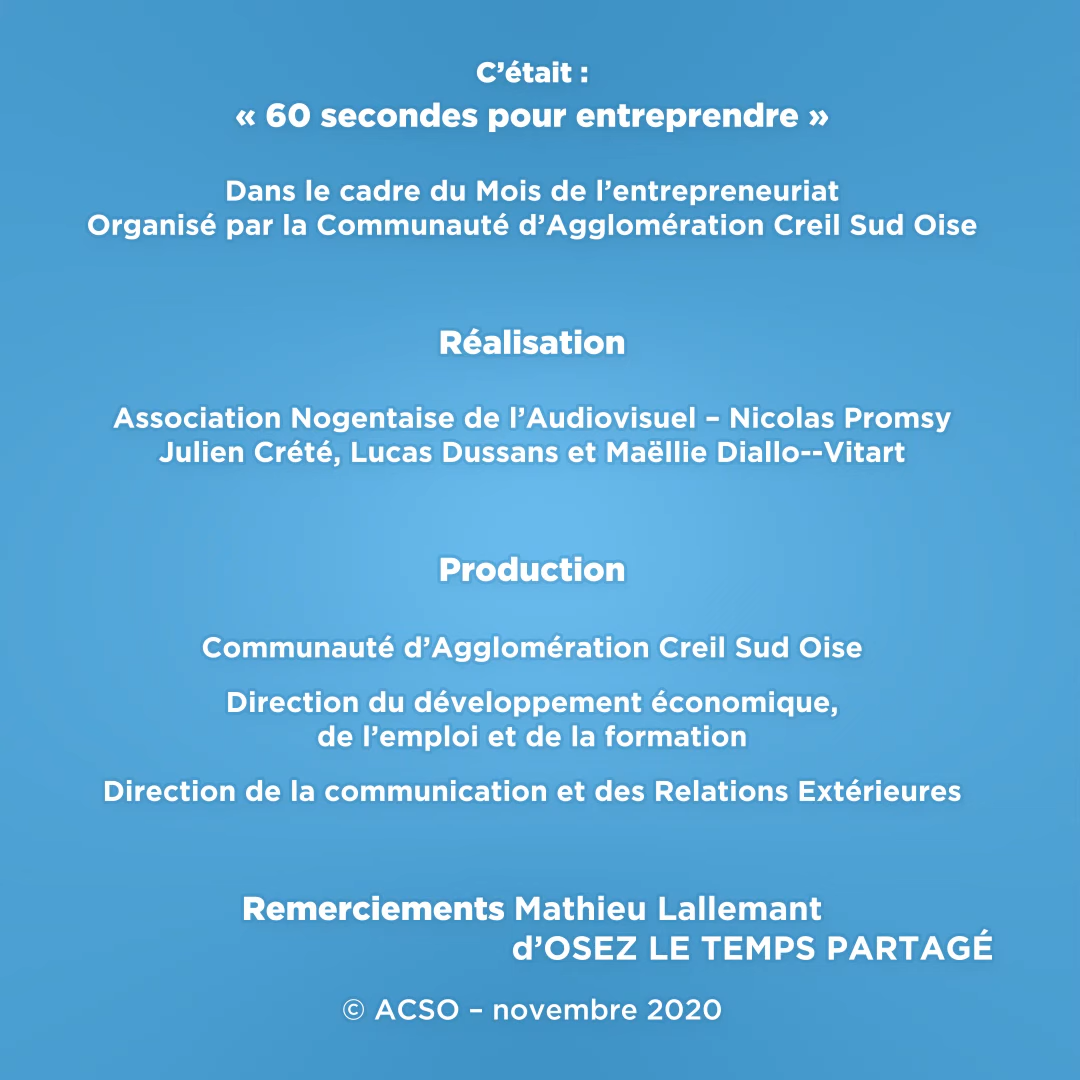 C’était :
« 60 secondes pour entreprendre »
Dans le cadre du Mois de l’entrepreneuriat
Organisé par la Communauté d’Agglomération Creil Sud Oise
Réalisation
Association Nogentaise de l’Audiovisuel – Nicolas Promsy
Julien Crété, Lucas Dussans et Maëllie Diallo--Vitart
Production
Communauté d’Agglomération Creil Sud Oise
Direction du développement économique,
de l’emploi et de la formation
Direction de la communication et des Relations Extérieures
Remerciements Mathieu Lallemant
d’OSEZ LE TEMPS PARTAGÉ
© ACSO – novembre 2020